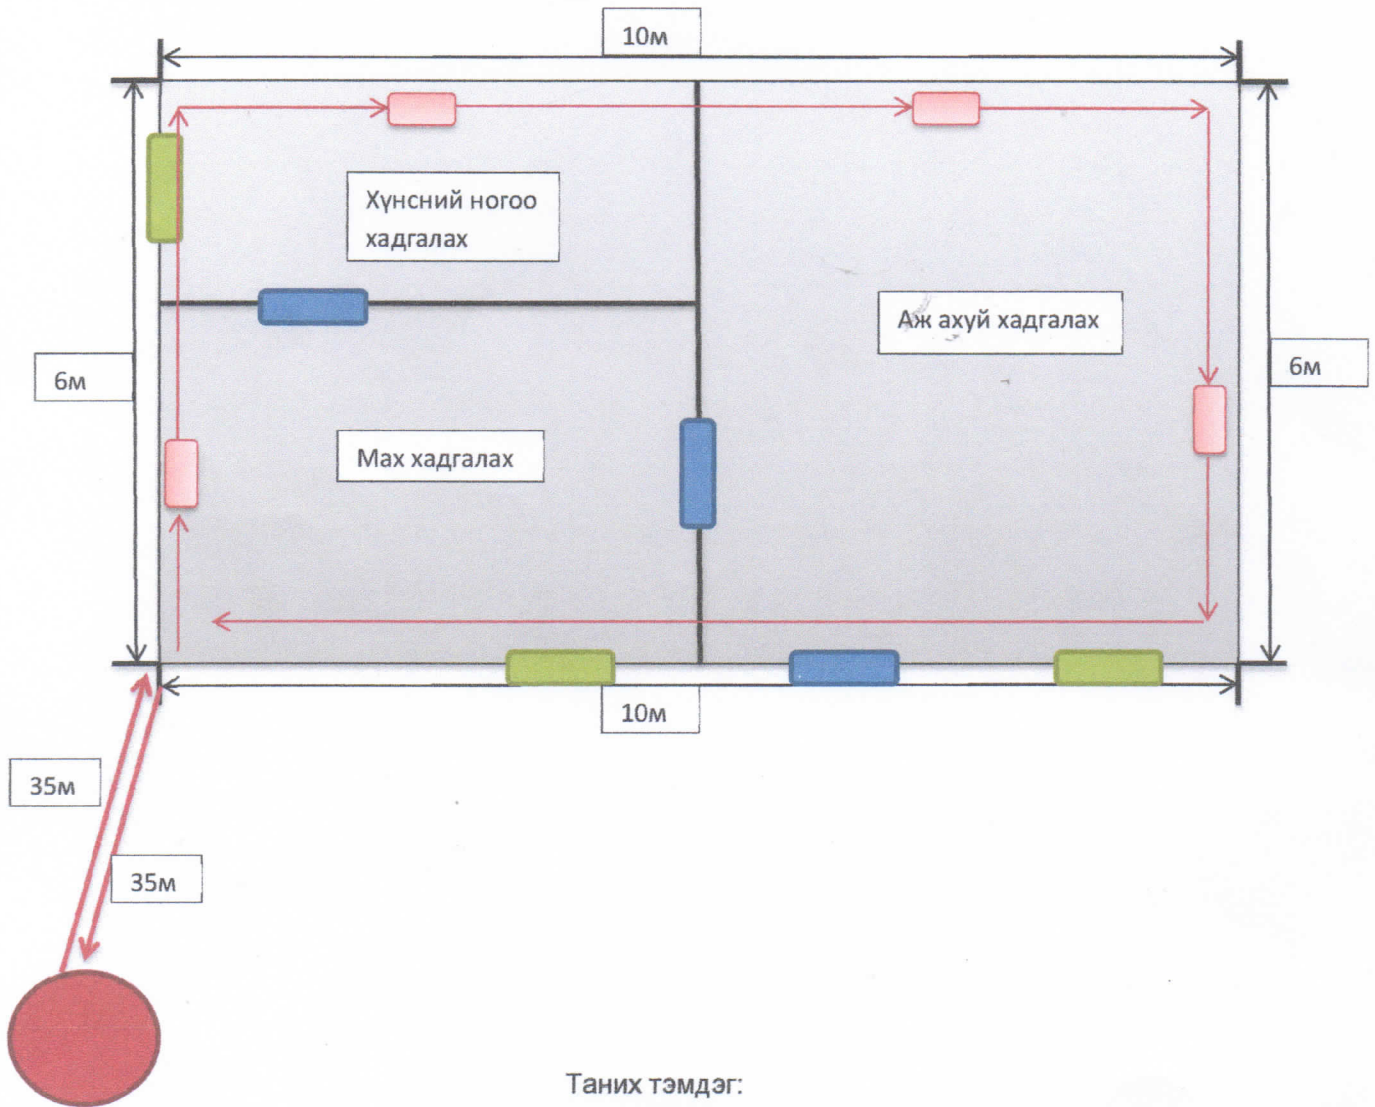 10м
Хүнсний ногоо
хадгалах
Аж ахуй хадгалах
6м
6м
Мах хадгалах
10м
35м
35м
Таних тэмдэг: